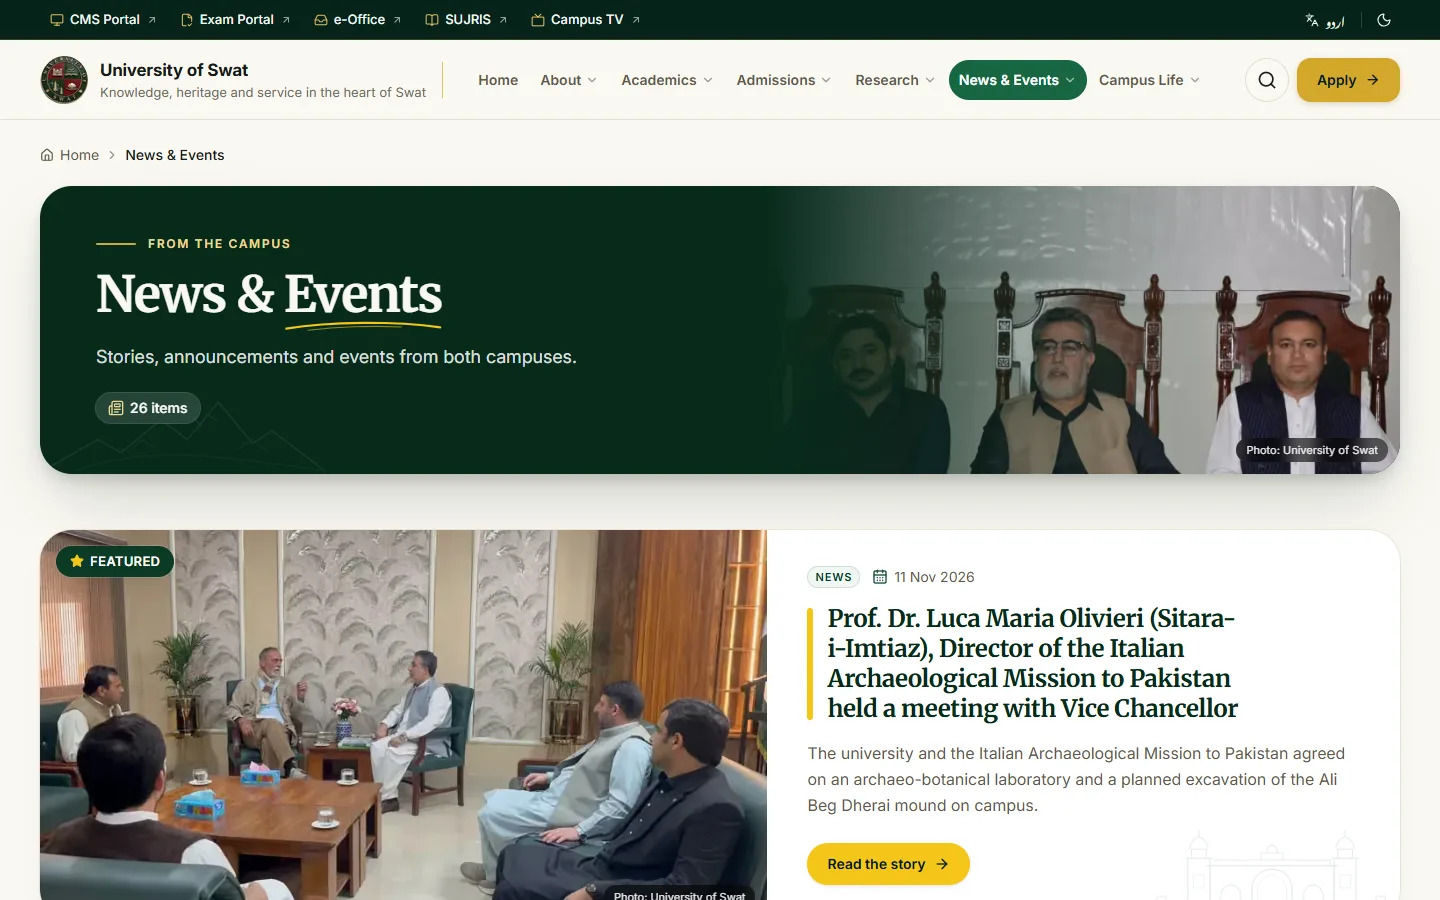 CMS Portal
Exam Portal
e-Office
SUJRIS
Campus TV
اردو
University of Swat
Knowledge, heritage and service in the heart of Swat
Home
About
Academics
Admissions
Research
News & Events
Campus Life
Apply
Home
News & Events
FROM THE CAMPUS
News & Events
Stories, announcements and events from both campuses.
26 items
Photo: University of Swat
FEATURED
NEWS
11 Nov 2026
Prof. Dr. Luca Maria Olivieri (Sitara-
i-Imtiaz), Director of the Italian
Archaeological Mission to Pakistan
held a meeting with Vice Chancellor
The university and the Italian Archaeological Mission to Pakistan agreed
on an archaeo-botanical laboratory and a planned excavation of the Ali
Beg Dherai mound on campus.
Read the story
Photo: University of Swat